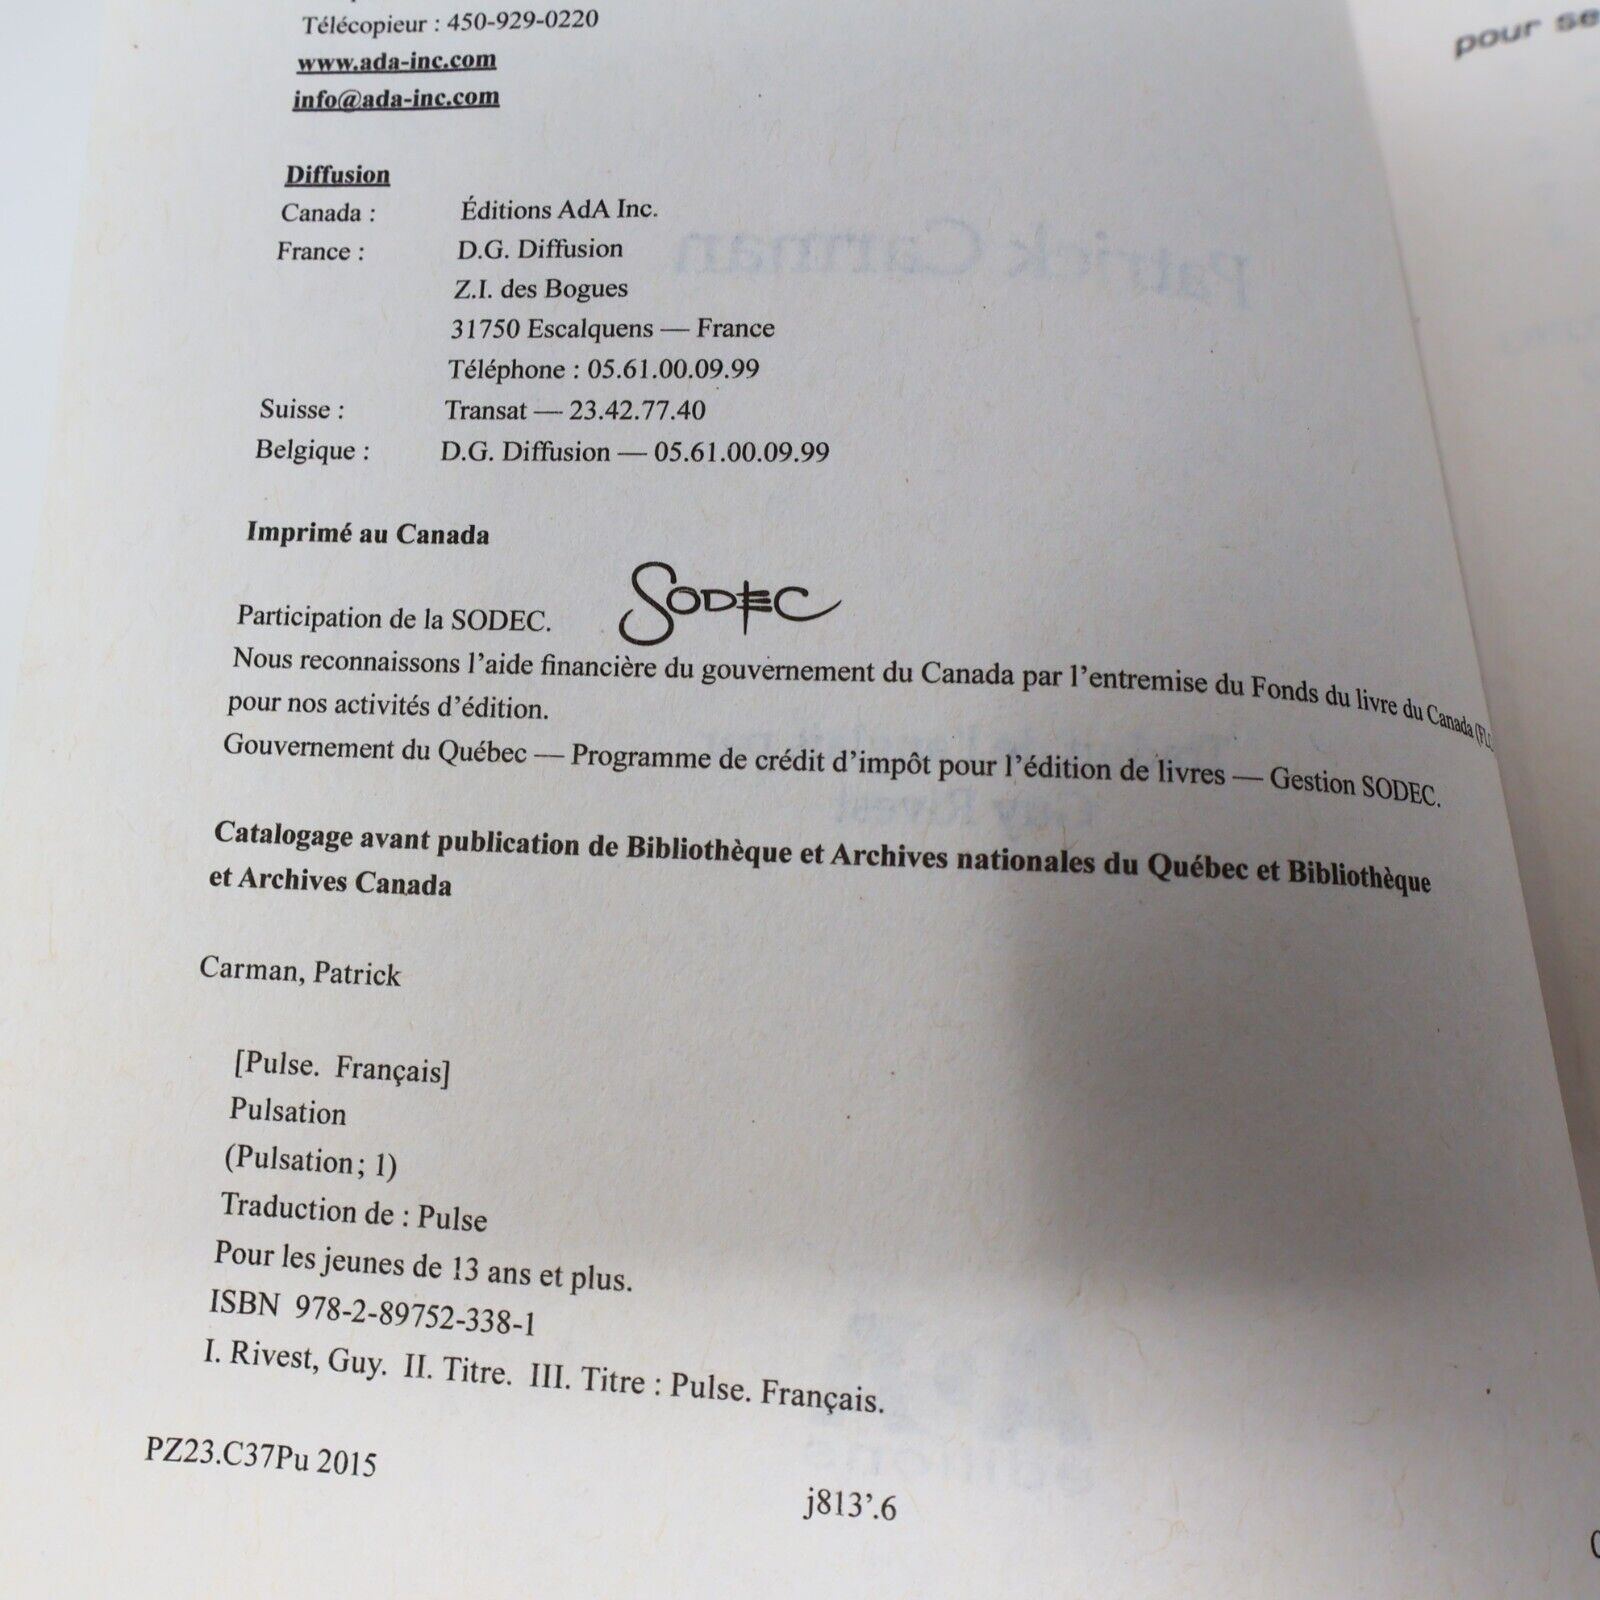 Télécopieur : 450-929-0220
www.ada-inc.com
info@ada-inc.com
Diffusion
Canada : Éditions AdA Inc.
France : D.G. Diffusion
Z.I. des Bogues
31750 Escalquens — France
Téléphone : 05.61.00.09.99
Suisse : Transat — 23.42.77.40
Belgique : D.G. Diffusion — 05.61.00.09.99
Imprimé au Canada
Participation de la SODEC. SODEC
Nous reconnaissons l'aide financière du gouvernement du Canada par l'entremise du Fonds du livre du Canada
pour nos activités d'édition.
Gouvernement du Québec — Programme de crédit d'impôt pour l'édition de livres — Gestion SODEC.
Catalogage avant publication de Bibliothèque et Archives nationales du Québec et Bibliothèque
et Archives Canada
Carman, Patrick
[Pulse. Français]
Pulsation
(Pulsation ; 1)
Traduction de : Pulse
Pour les jeunes de 13 ans et plus.
ISBN 978-2-89752-338-1
I. Rivest, Guy. II. Titre. III. Titre : Pulse. Français.
PZ23.C37Pu 2015
j813'.6
pour
Patrick Carman
Guy Rivest